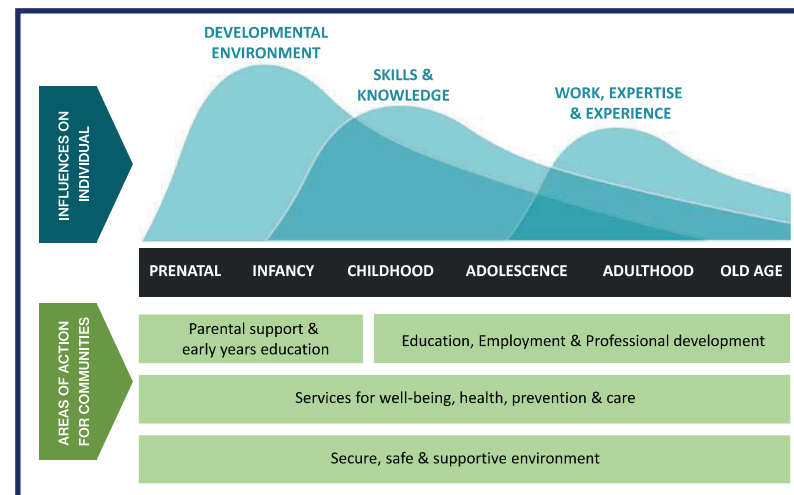 DEVELOPMENTAL
ENVIRONMENT
SKILLS &
KNOWLEDGE
WORK, EXPERTISE
& EXPERIENCE
INFLUENCES ON
INDIVIDUAL
PRENATAL INFANCY CHILDHOOD ADOLESCENCE ADULTHOOD OLD AGE
AREAS OF ACTION
FOR COMMUNITIES
Parental support &
early years education
Education, Employment & Professional development
Services for well-being, health, prevention & care
Secure, safe & supportive environment